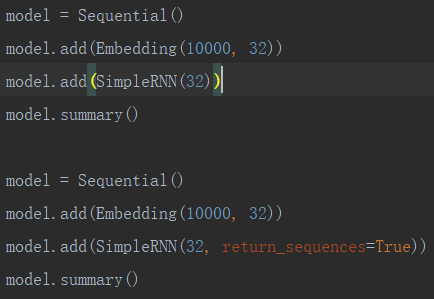 model = Sequential()
model.add(Embedding(10000, 32))
model.add(SimpleRNN(32))
model.summary()
model = Sequential()
model.add(Embedding(10000, 32))
model.add(SimpleRNN(32, return_sequences=True))
model.summary()